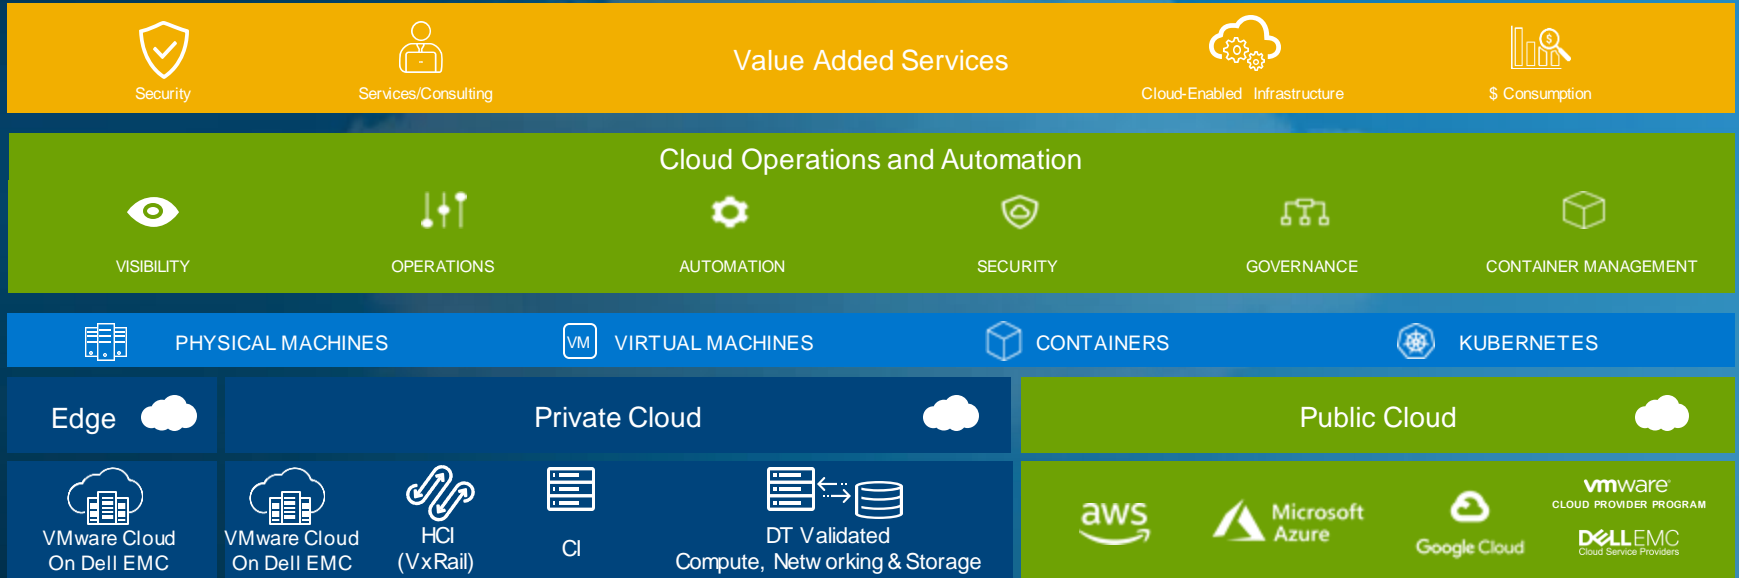 Value Added Services
Security
Services/Consulting
Cloud-Enabled Infrastructure
$ Consumption
Cloud Operations and Automation
VISIBILITY
OPERATIONS
AUTOMATION
SECURITY
GOVERNANCE
CONTAINER MANAGEMENT
PHYSICAL MACHINES
VM
VIRTUAL MACHINES
CONTAINERS
KUBERNETES
Edge
Private Cloud
Public Cloud
VMware Cloud
On Dell EMC
VMware Cloud
On Dell EMC
HCI
(VxRail)
CI
DT Validated
Compute, Networking & Storage
aws
Microsoft
Azure
Google Cloud
vmware®
CLOUD PROVIDER PROGRAM
DELLEMC
Cloud Service Providers